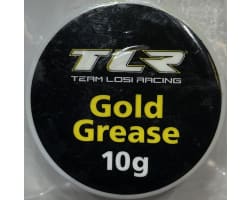 TLR
TEAM LOSI RACING
Gold
Grease
10g